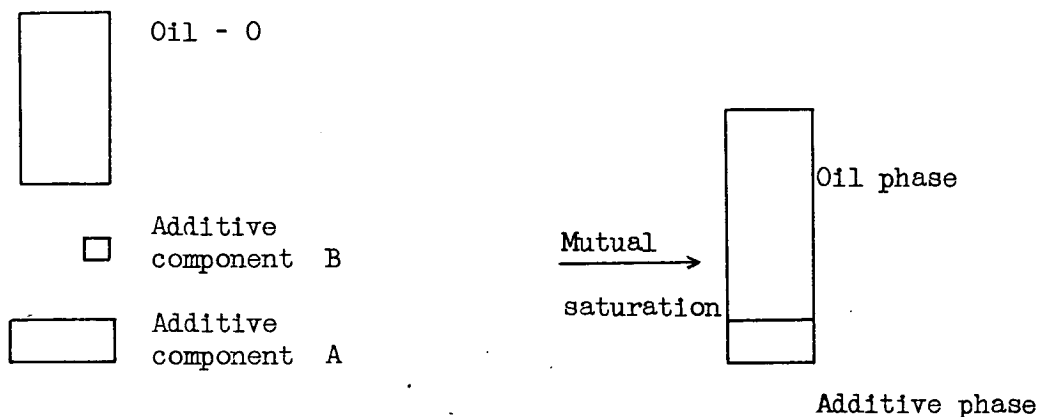 Oil - O
Additive
component B
Additive
component A
Mutual
saturation
Oil phase
Additive phase